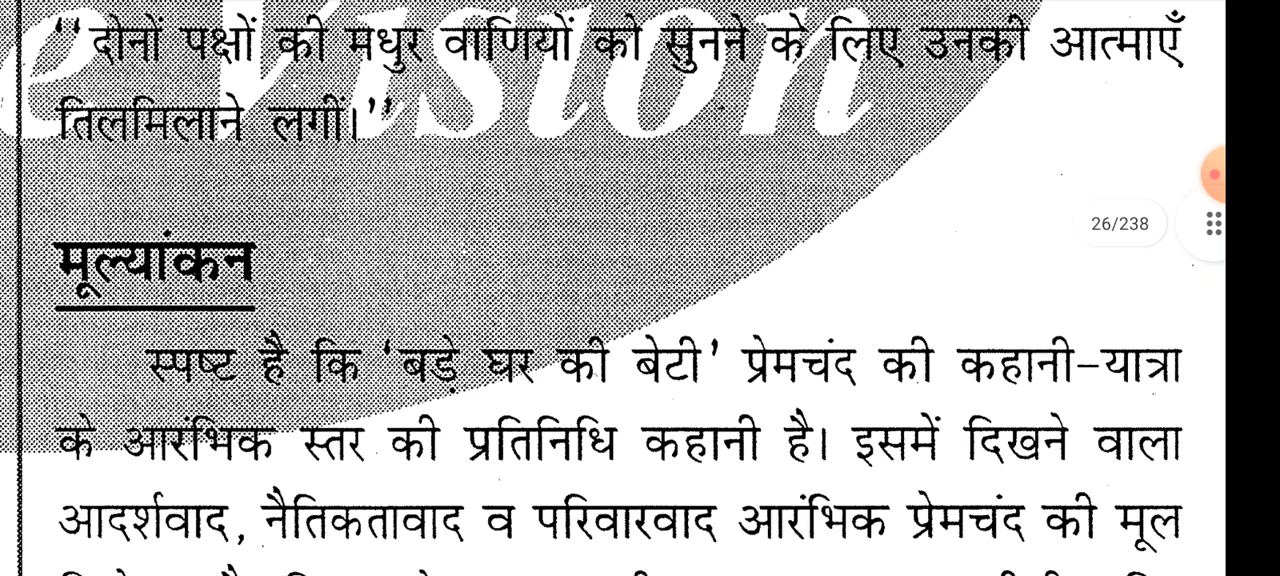 “दोनों पक्षों की मधुर वाणियों को सुनने के लिए उनकी आत्माएँ
तिलमिलाने लगीं।”
e Vision
26/238
मूल्यांकन
स्पष्ट है कि ‘बड़े घर की बेटी’ प्रेमचंद की कहानी-यात्रा
के आरंभिक स्तर की प्रतिनिधि कहानी है। इसमें दिखने वाला
आदर्शवाद, नैतिकतावाद व परिवारवाद आरंभिक प्रेमचंद की मूल